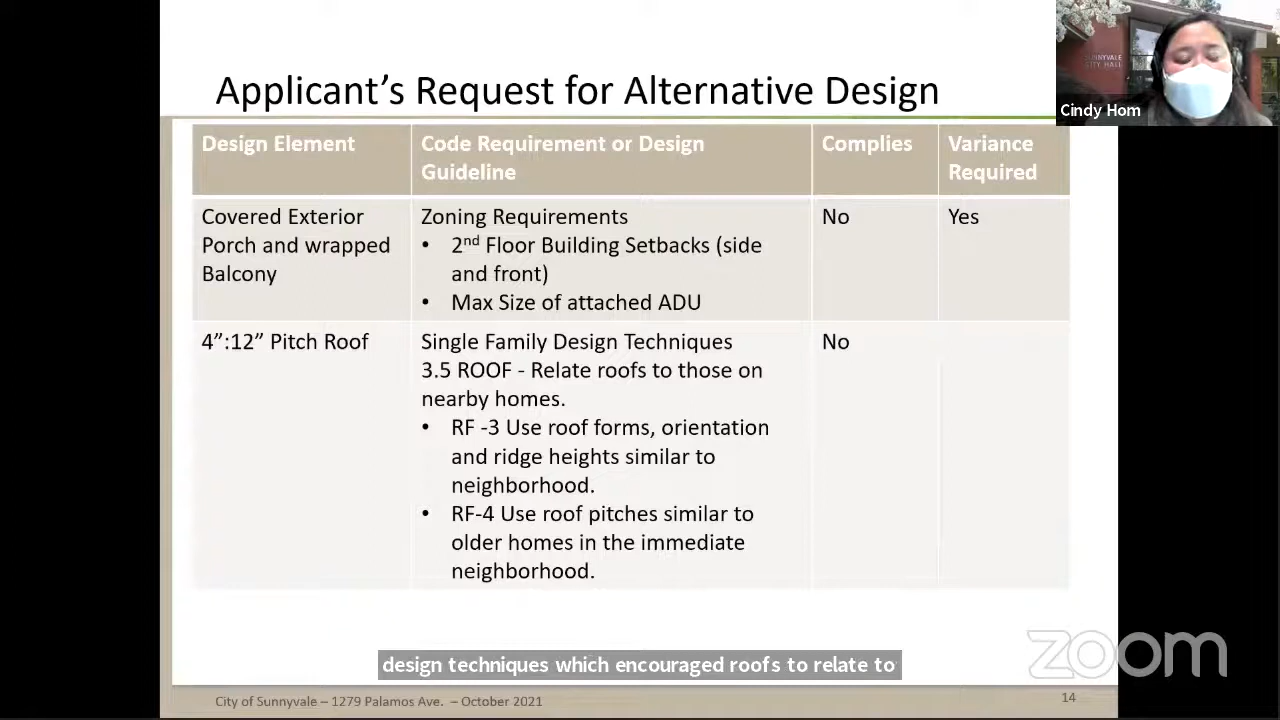 Applicant's Request for Alternative Design
SUNNYVALE
CITY HALL
Cindy Hom
Design Element
Code Requirement or Design
Guideline
Complies
Variance
Required
Covered Exterior
Porch and wrapped
Balcony
Zoning Requirements
• 2nd Floor Building Setbacks (side
and front)
• Max Size of attached ADU
No
Yes
4”:12” Pitch Roof
Single Family Design Techniques
3.5 ROOF - Relate roofs to those on
nearby homes.
• RF -3 Use roof forms, orientation
and ridge heights similar to
neighborhood.
• RF-4 Use roof pitches similar to
older homes in the immediate
neighborhood.
No
design techniques which encouraged roofs to relate to
zoom
City of Sunnyvale – 1279 Palamos Ave. – October 2021
14